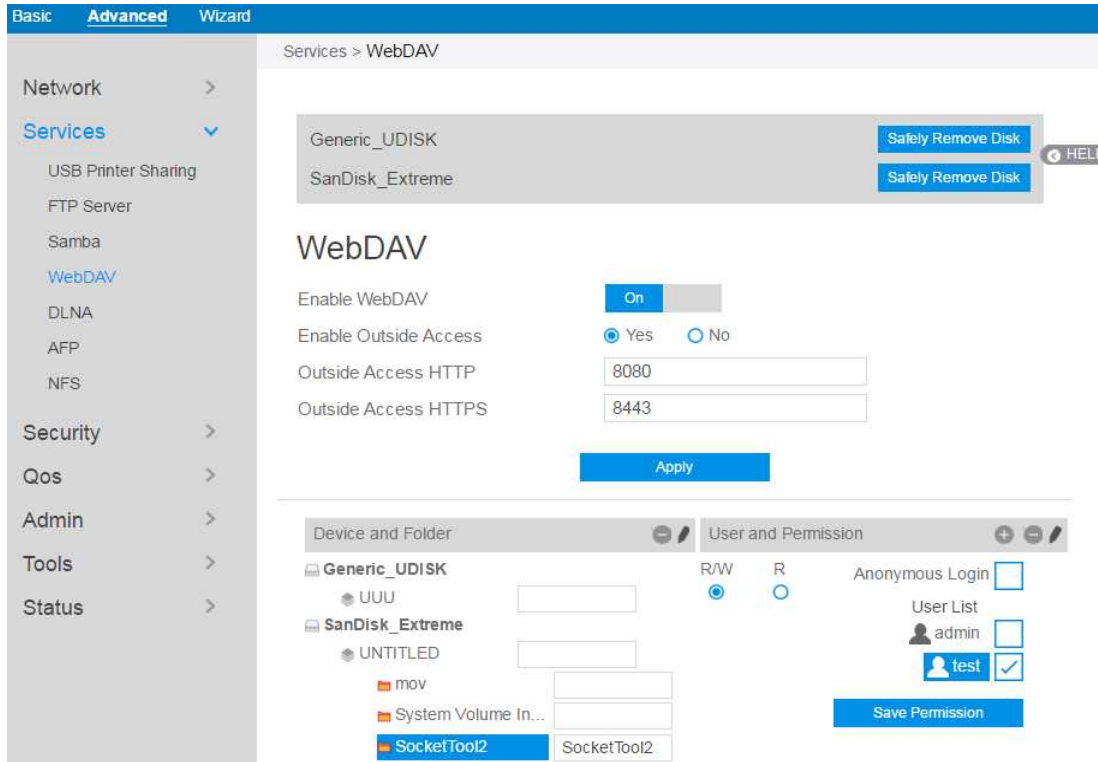 Basic Advanced Wizard
Services > WebDAV
Network
Services
USB Printer Sharing
FTP Server
Samba
WebDAV
DLNA
AFP
NFS
Security
Qos
Admin
Tools
Status
Generic_UDISK Safely Remove Disk
SanDisk_Extreme Safely Remove Disk
WebDAV
Enable WebDAV On
Enable Outside Access Yes No
Outside Access HTTP 8080
Outside Access HTTPS 8443
Apply
Device and Folder
Generic_UDISK
UUU
SanDisk_Extreme
UNTITLED
mov
System Volume In...
SocketTool2 SocketTool2
User and Permission
R/W R Anonymous Login
User List
admin
test
Save Permission